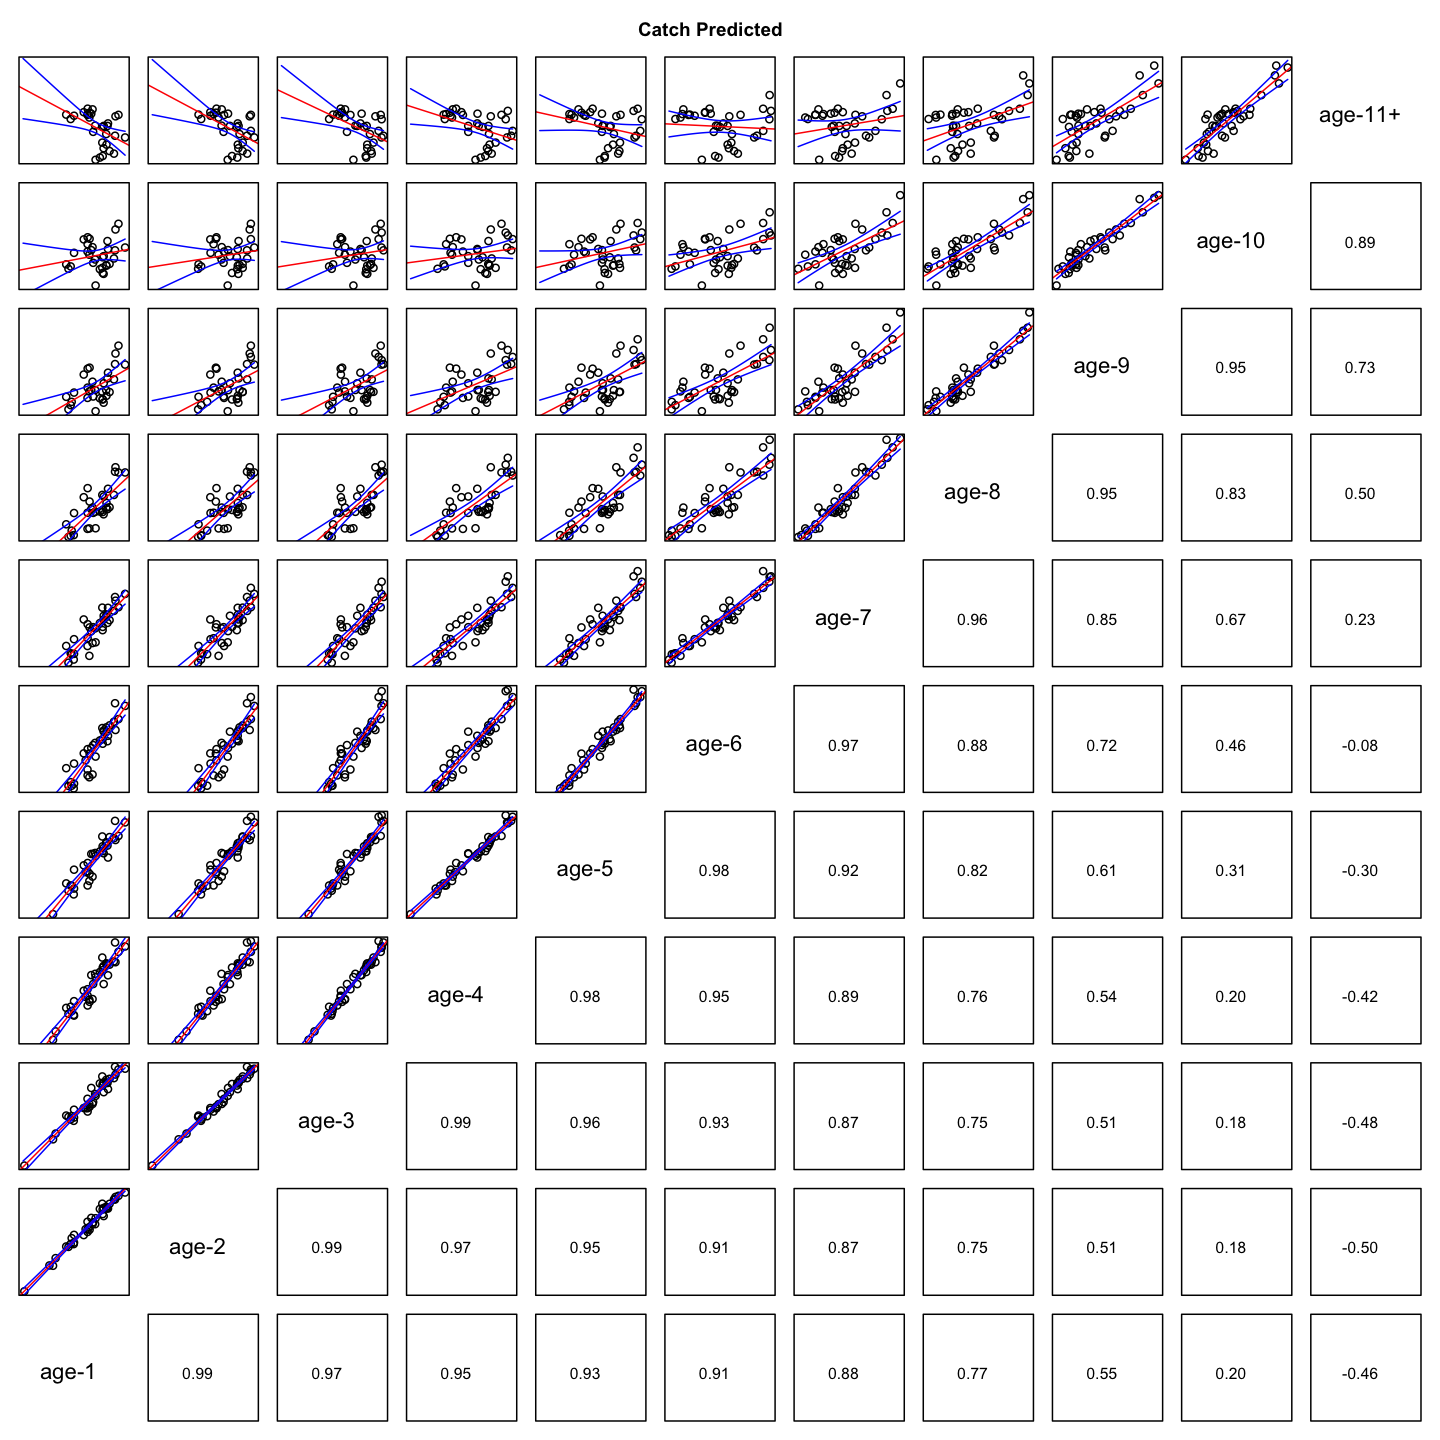 Catch Predicted
age-11+
age-10 0.89
age-9 0.95 0.73
age-8 0.95 0.83 0.50
age-7 0.96 0.85 0.67 0.23
age-6 0.97 0.88 0.72 0.46 -0.08
age-5 0.98 0.92 0.82 0.61 0.31 -0.30
age-4 0.98 0.95 0.89 0.76 0.54 0.20 -0.42
age-3 0.99 0.96 0.93 0.87 0.75 0.51 0.18 -0.48
age-2 0.99 0.97 0.95 0.91 0.87 0.75 0.51 0.18 -0.50
age-1 0.99 0.97 0.95 0.93 0.91 0.88 0.77 0.55 0.20 -0.46